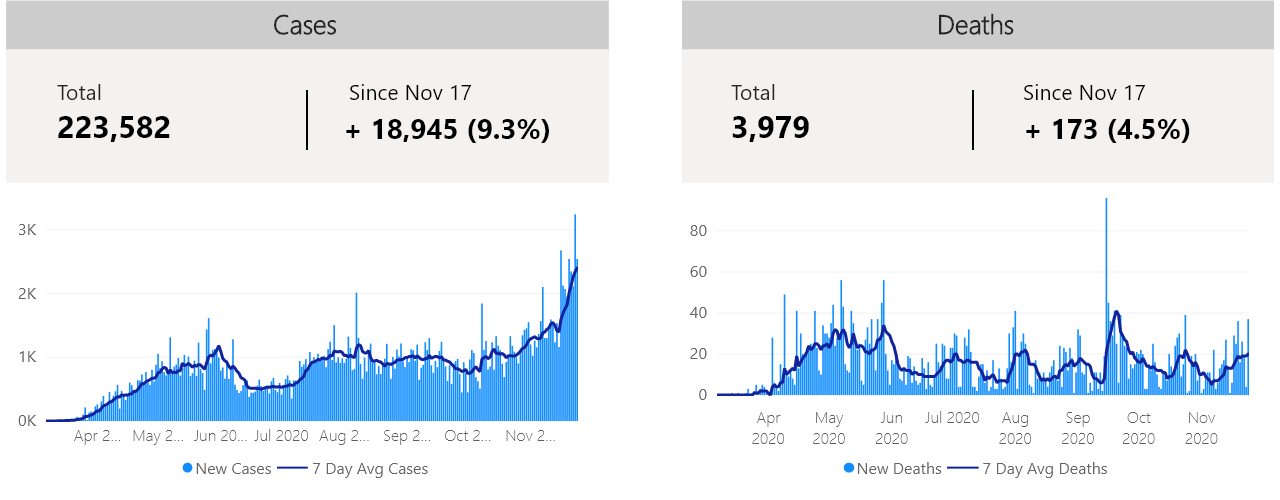 Cases
Total
223,582
Since Nov 17
+ 18,945 (9.3%)
3K
2K
1K
0K
Apr 2... May 2... Jun 20... Jul 2020 Aug 2... Sep 2... Oct 2... Nov 2...
New Cases 7 Day Avg Cases
Deaths
Total
3,979
Since Nov 17
+ 173 (4.5%)
80
60
40
20
0
Apr May Jun Jul 2020 Aug Sep Oct Nov
2020 2020 2020 2020 2020 2020 2020
New Deaths 7 Day Avg Deaths